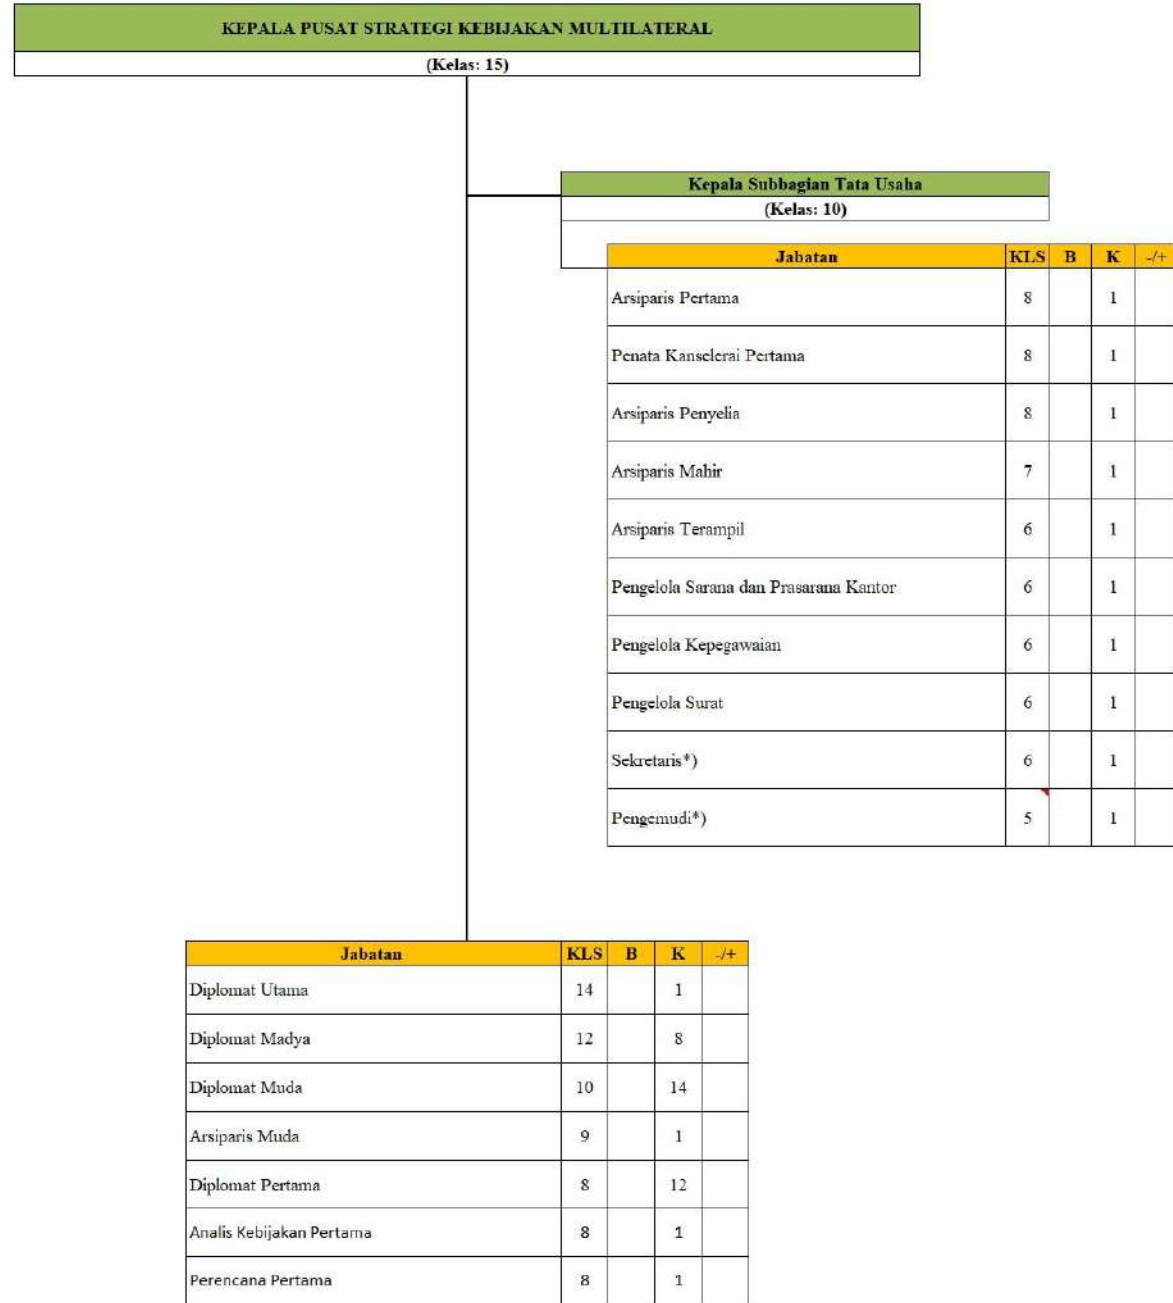 KEPALA PUSAT STRATEGI KEBIJAKAN MULTILATERAL
(Kelas: 15)
Kepala Subbagian Tata Usaha
(Kelas: 10)
Jabatan KLS B K -/+
Arsiparis Pertama 8 1
Penata Kanselerai Pertama 8 1
Arsiparis Penyelia 8 1
Arsiparis Mahir 7 1
Arsiparis Terampil 6 1
Pengelola Sarana dan Prasarana Kantor 6 1
Pengelola Kepegawaian 6 1
Pengelola Surat 6 1
Sekretaris*) 6 1
Pengemudi*) 5 1
Jabatan KLS B K -/+
Diplomat Utama 14 1
Diplomat Madya 12 8
Diplomat Muda 10 14
Arsiparis Muda 9 1
Diplomat Pertama 8 12
Analis Kebijakan Pertama 8 1
Perencana Pertama 8 1